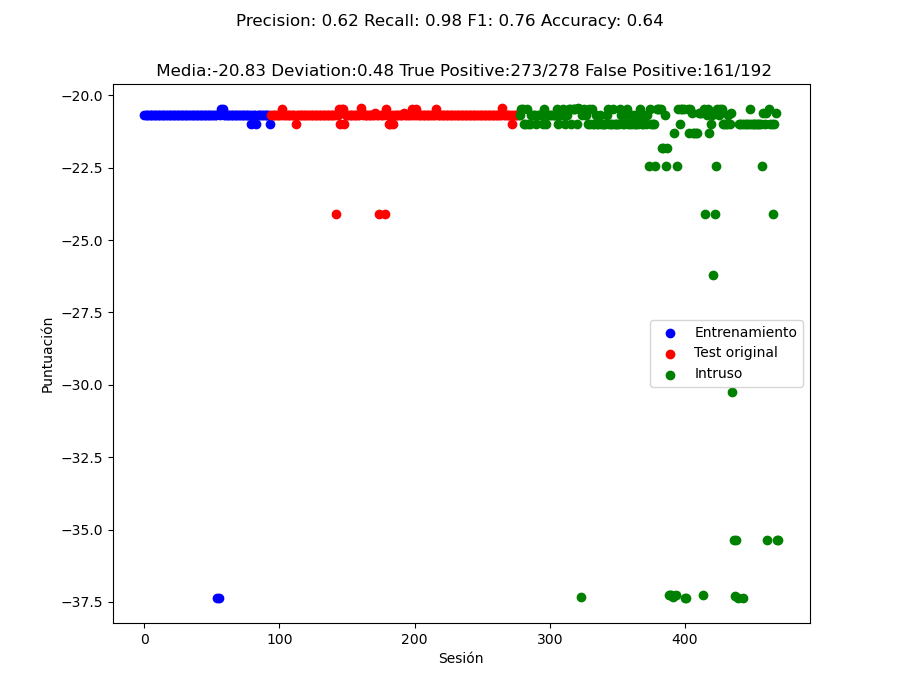 Precision: 0.62 Recall: 0.98 F1: 0.76 Accuracy: 0.64
Media:-20.83 Deviation:0.48 True Positive:273/278 False Positive:161/192
−20.0
−22.5
−25.0
−27.5
−30.0
−32.5
−35.0
−37.5
Puntuación
Entrenamiento
Test original
Intruso
0
100
200
300
400
Sesión